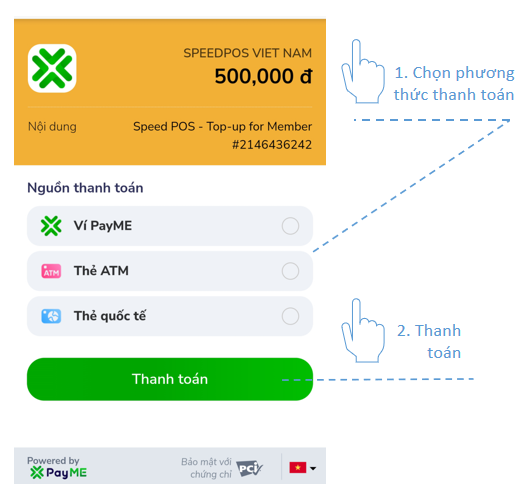 SPEEDPOS VIET NAM
500,000 đ
Nội dung
Speed POS - Top-up for Member
#2146436242
1. Chọn phương
thức thanh toán
Nguồn thanh toán
Ví PayME
ATM
Thẻ ATM
Thẻ quốc tế
Thanh toán
2. Thanh
toán
Powered by
PayME
Bảo mật với
chứng chỉ
PCI